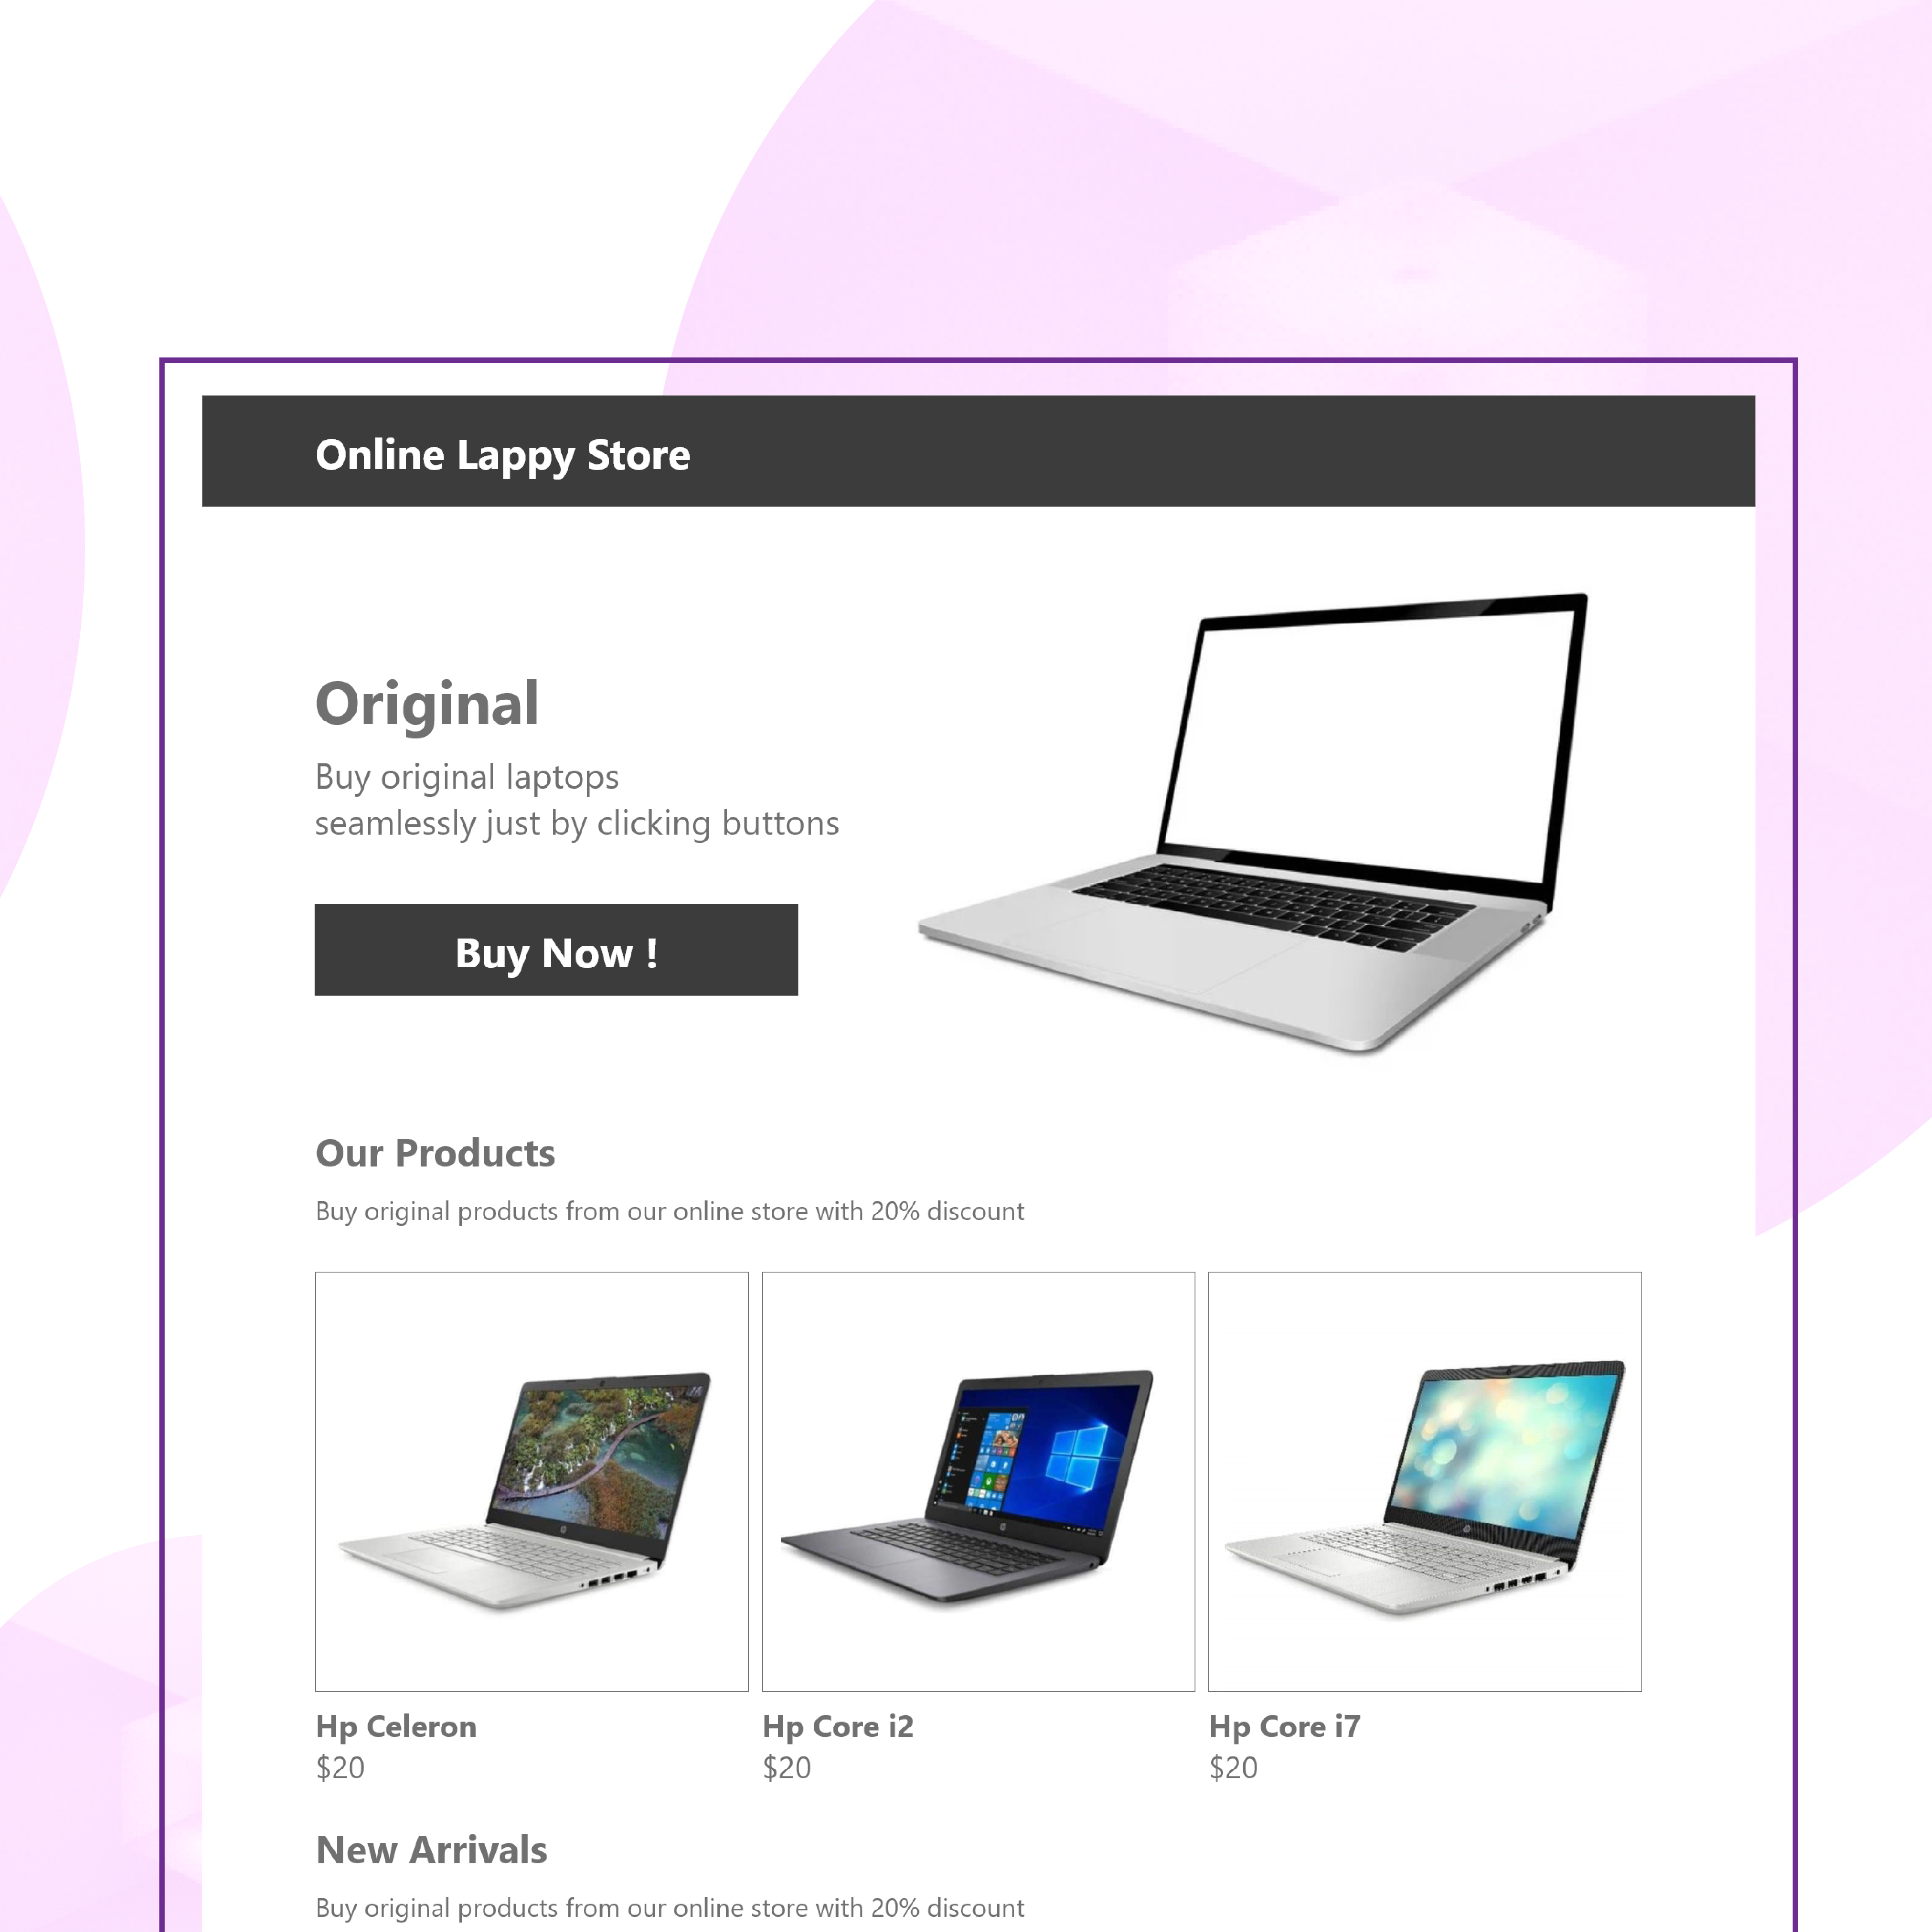 Online Lappy Store
Original
Buy original laptops
seamlessly just by clicking buttons
Buy Now !
Our Products
Buy original products from our online store with 20% discount
Hp Celeron
$20
Hp Core i2
$20
Hp Core i7
$20
New Arrivals
Buy original products from our online store with 20% discount